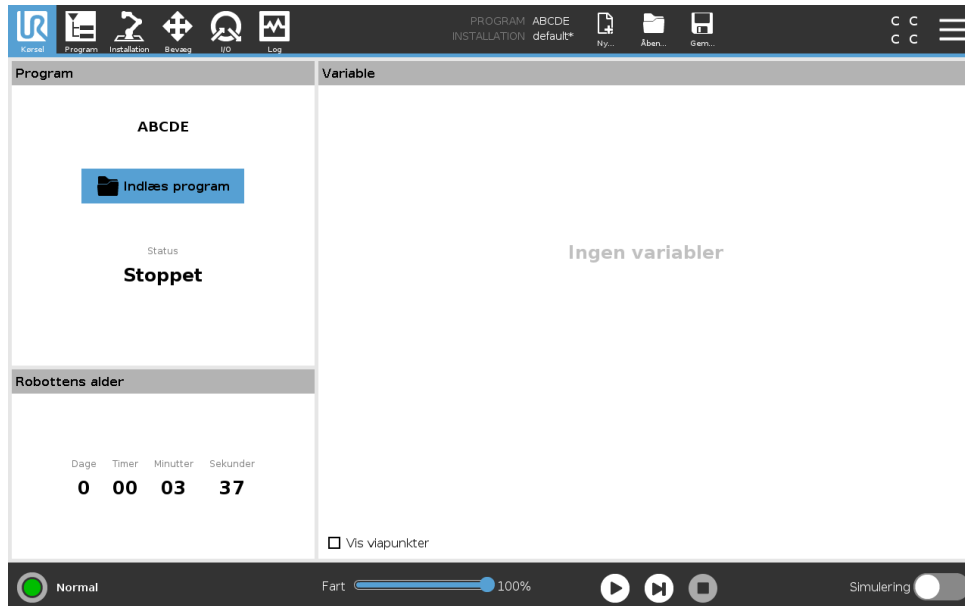 UR
PROGRAM ABCDE
INSTALLATION default*
C C
C C
Kørsel Program Installation Bevæg I/O Log Ny... Åben... Gem...
Program
ABCDE
Indlæs program
Status
Stoppet
Robottens alder
Dage Timer Minutter Sekunder
0 00 03 37
Variable
Ingen variabler
Vis viapunkter
Normal Fart 100% Simulering